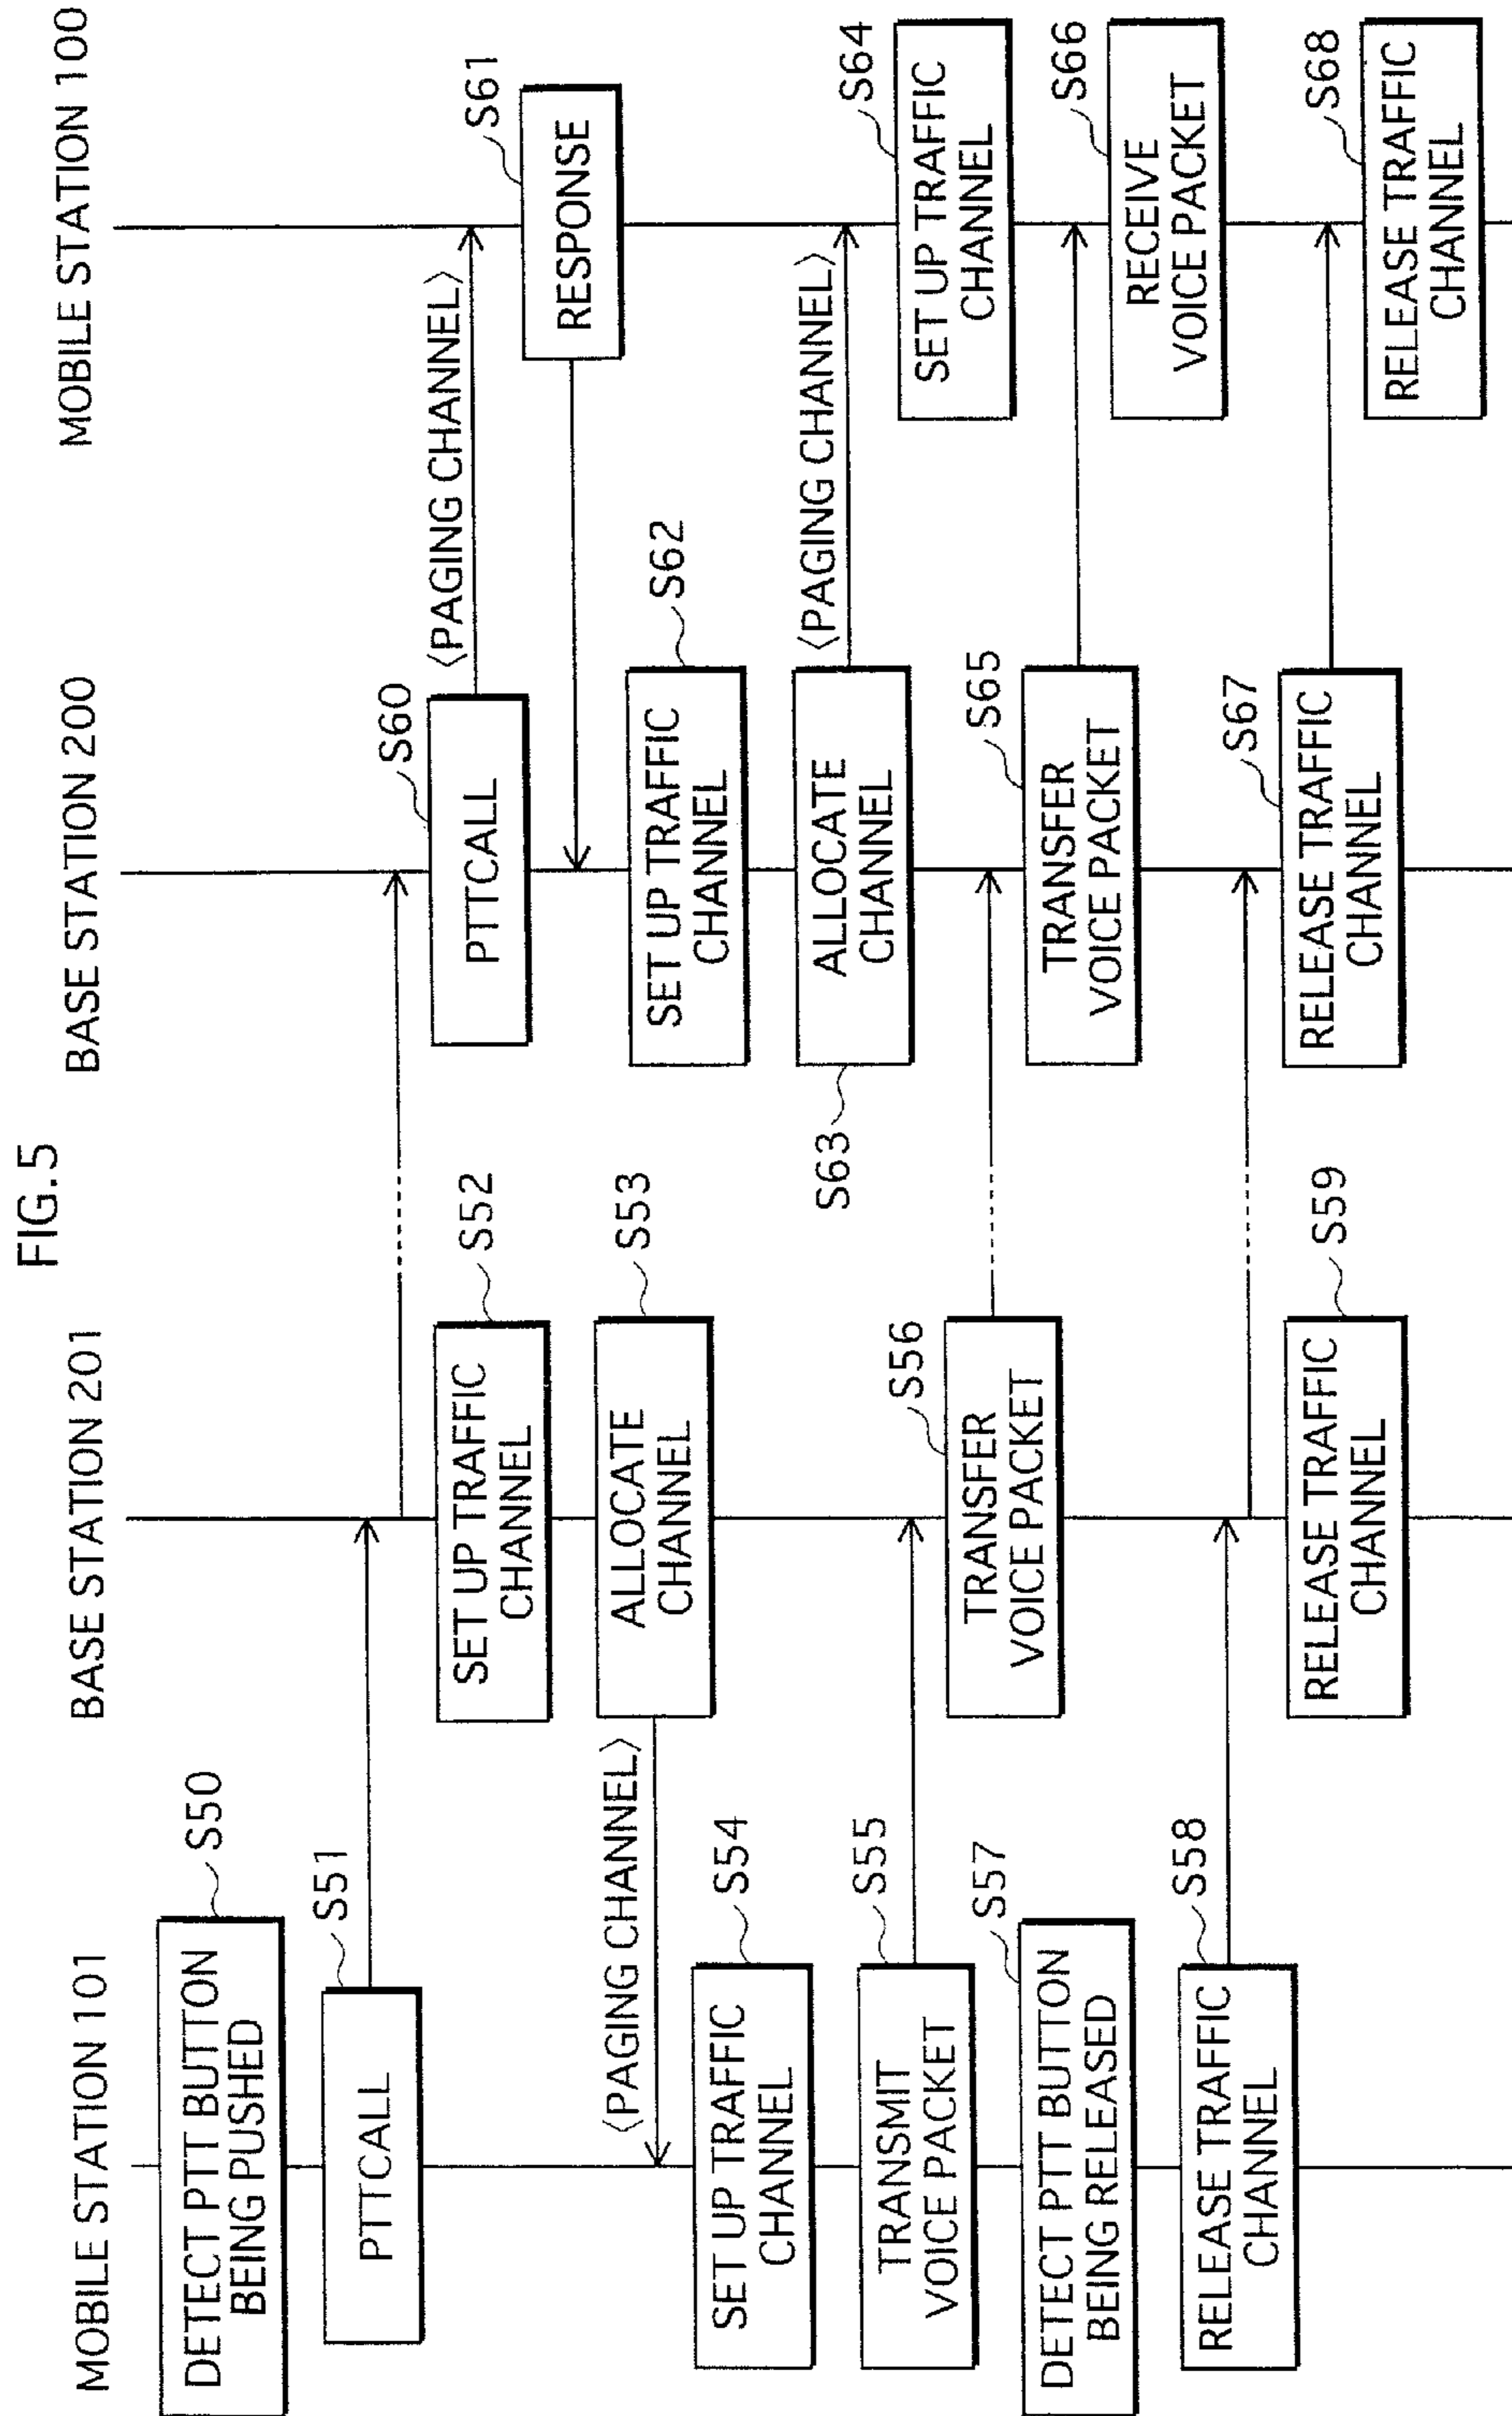 FIG.5
MOBILE STATION 101
BASE STATION 201
BASE STATION 200
MOBILE STATION 100
DETECT PTT BUTTON
BEING PUSHED
S50
PTTCALL
S51
SET UP TRAFFIC
CHANNEL
S52
ALLOCATE
CHANNEL
S53
〈PAGING CHANNEL〉
SET UP TRAFFIC
CHANNEL
S54
TRANSMIT
VOICE PACKET
S55
TRANSFER
VOICE PACKET
S56
DETECT PTT BUTTON
BEING RELEASED
S57
RELEASE TRAFFIC
CHANNEL
S58
RELEASE TRAFFIC
CHANNEL
S59
PTTCALL
S60
〈PAGING CHANNEL〉
RESPONSE
S61
SET UP TRAFFIC
CHANNEL
S62
ALLOCATE
CHANNEL
S63
〈PAGING CHANNEL〉
SET UP TRAFFIC
CHANNEL
S64
TRANSFER
VOICE PACKET
S65
RECEIVE
VOICE PACKET
S66
RELEASE TRAFFIC
CHANNEL
S67
RELEASE TRAFFIC
CHANNEL
S68